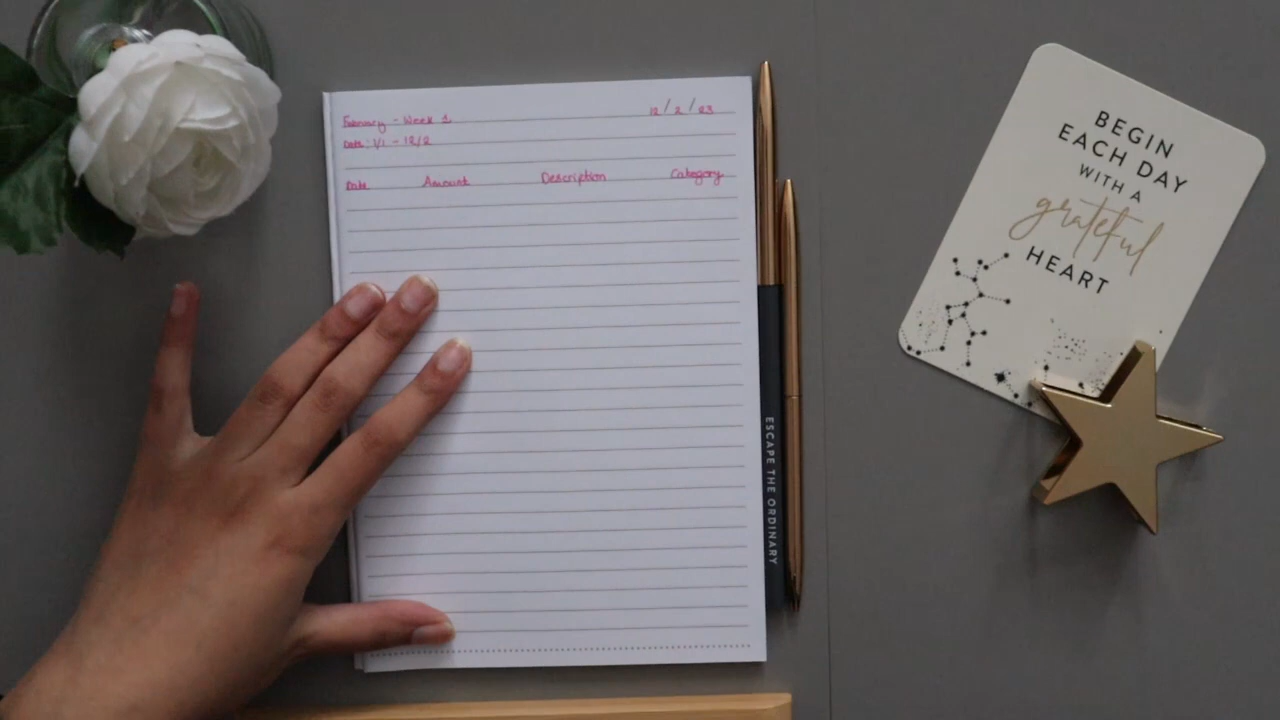 February - Week 1
12/2/23
Date: 1/1 - 12/2
Date Amount Description Category
ESCAPE THE ORDINARY
BEGIN
EACH DAY
WITH A
grateful
HEART